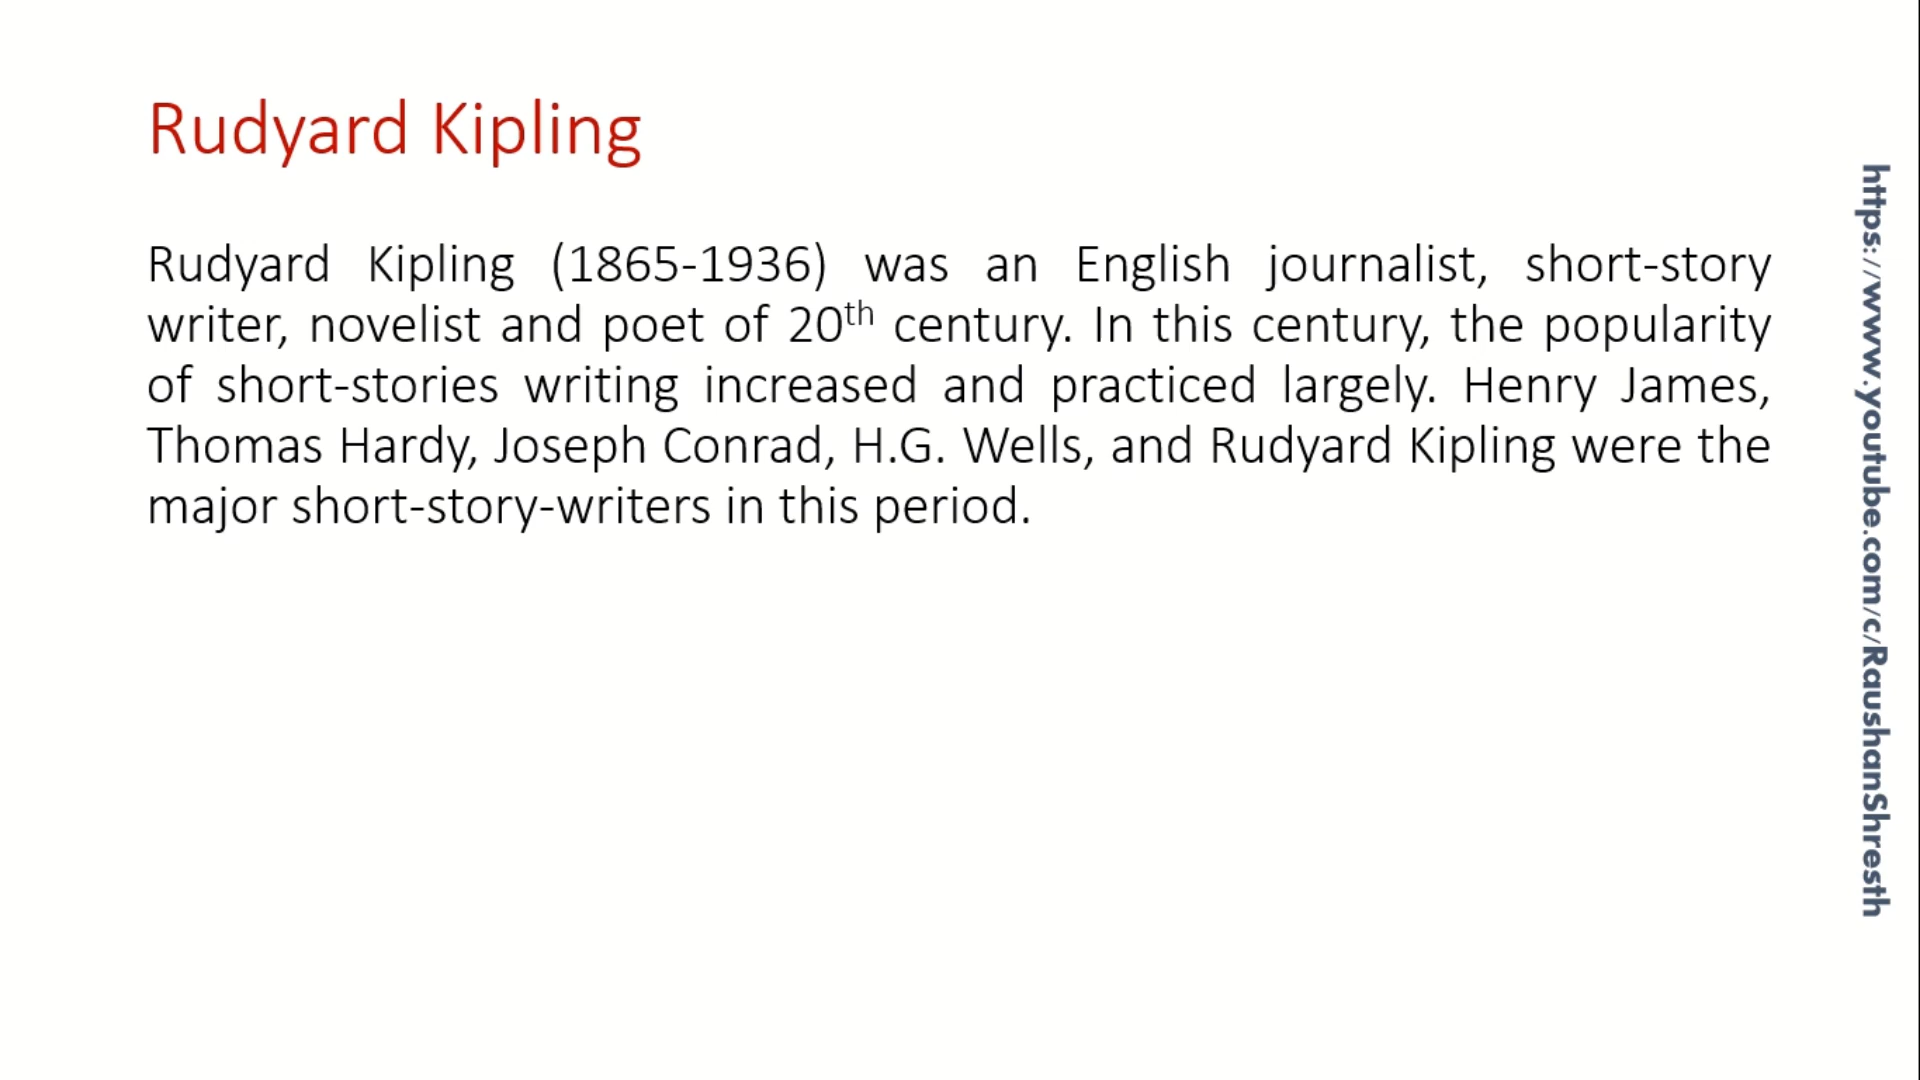 Rudyard Kipling
Rudyard Kipling (1865-1936) was an English journalist, short-story
writer, novelist and poet of 20th century. In this century, the popularity
of short-stories writing increased and practiced largely. Henry James,
Thomas Hardy, Joseph Conrad, H.G. Wells, and Rudyard Kipling were the
major short-story-writers in this period.
https://www.youtube.com/c/RaushanShresth